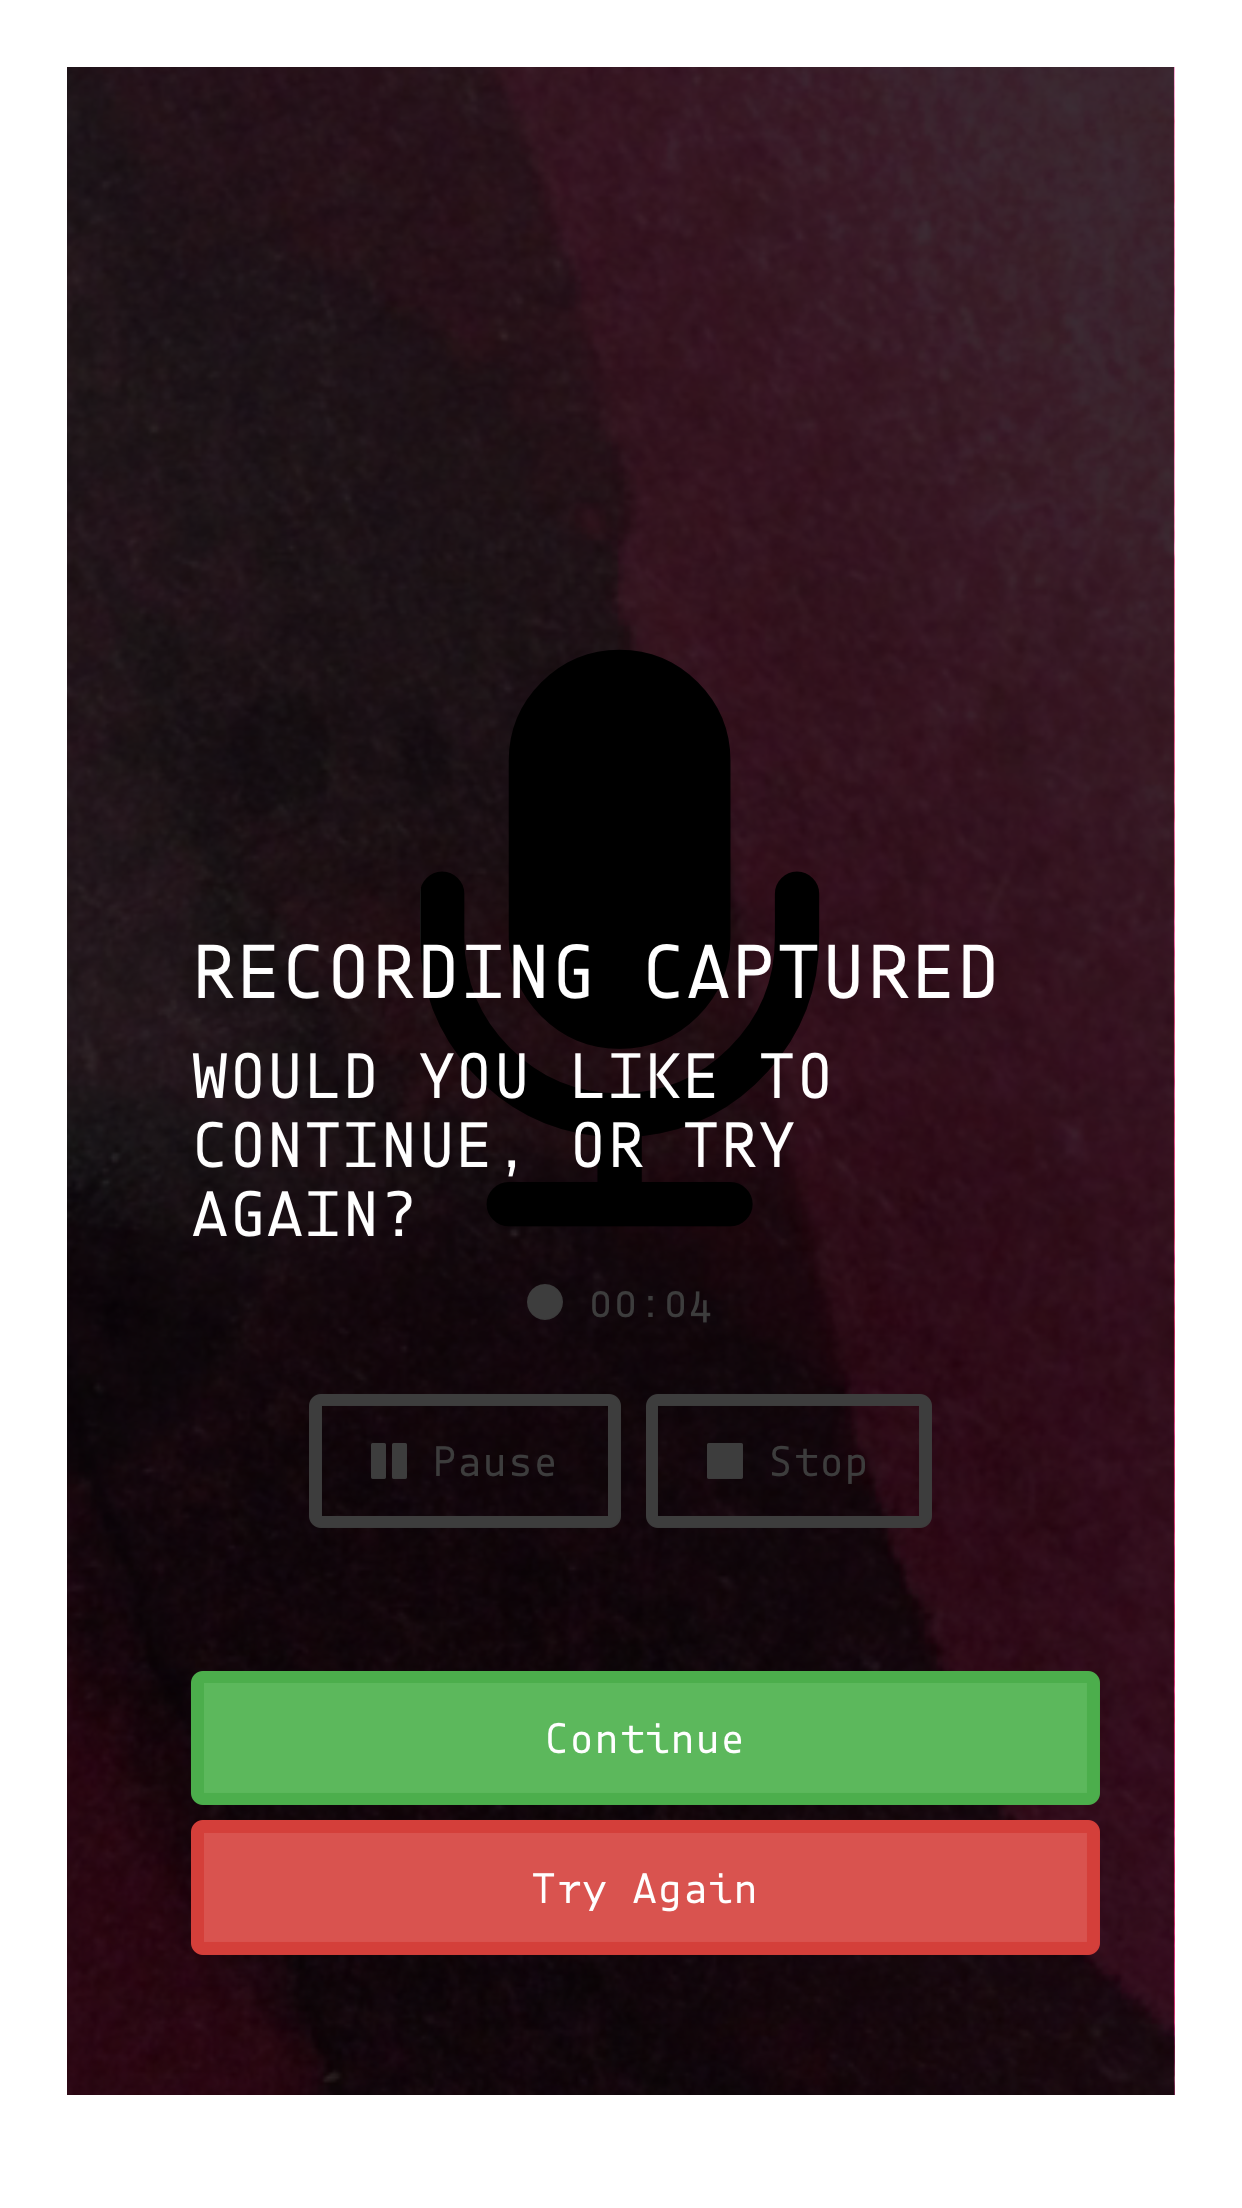 RECORDING CAPTURED
WOULD YOU LIKE TO
CONTINUE, OR TRY
AGAIN?
00:04
Pause
Stop
Continue
Try Again